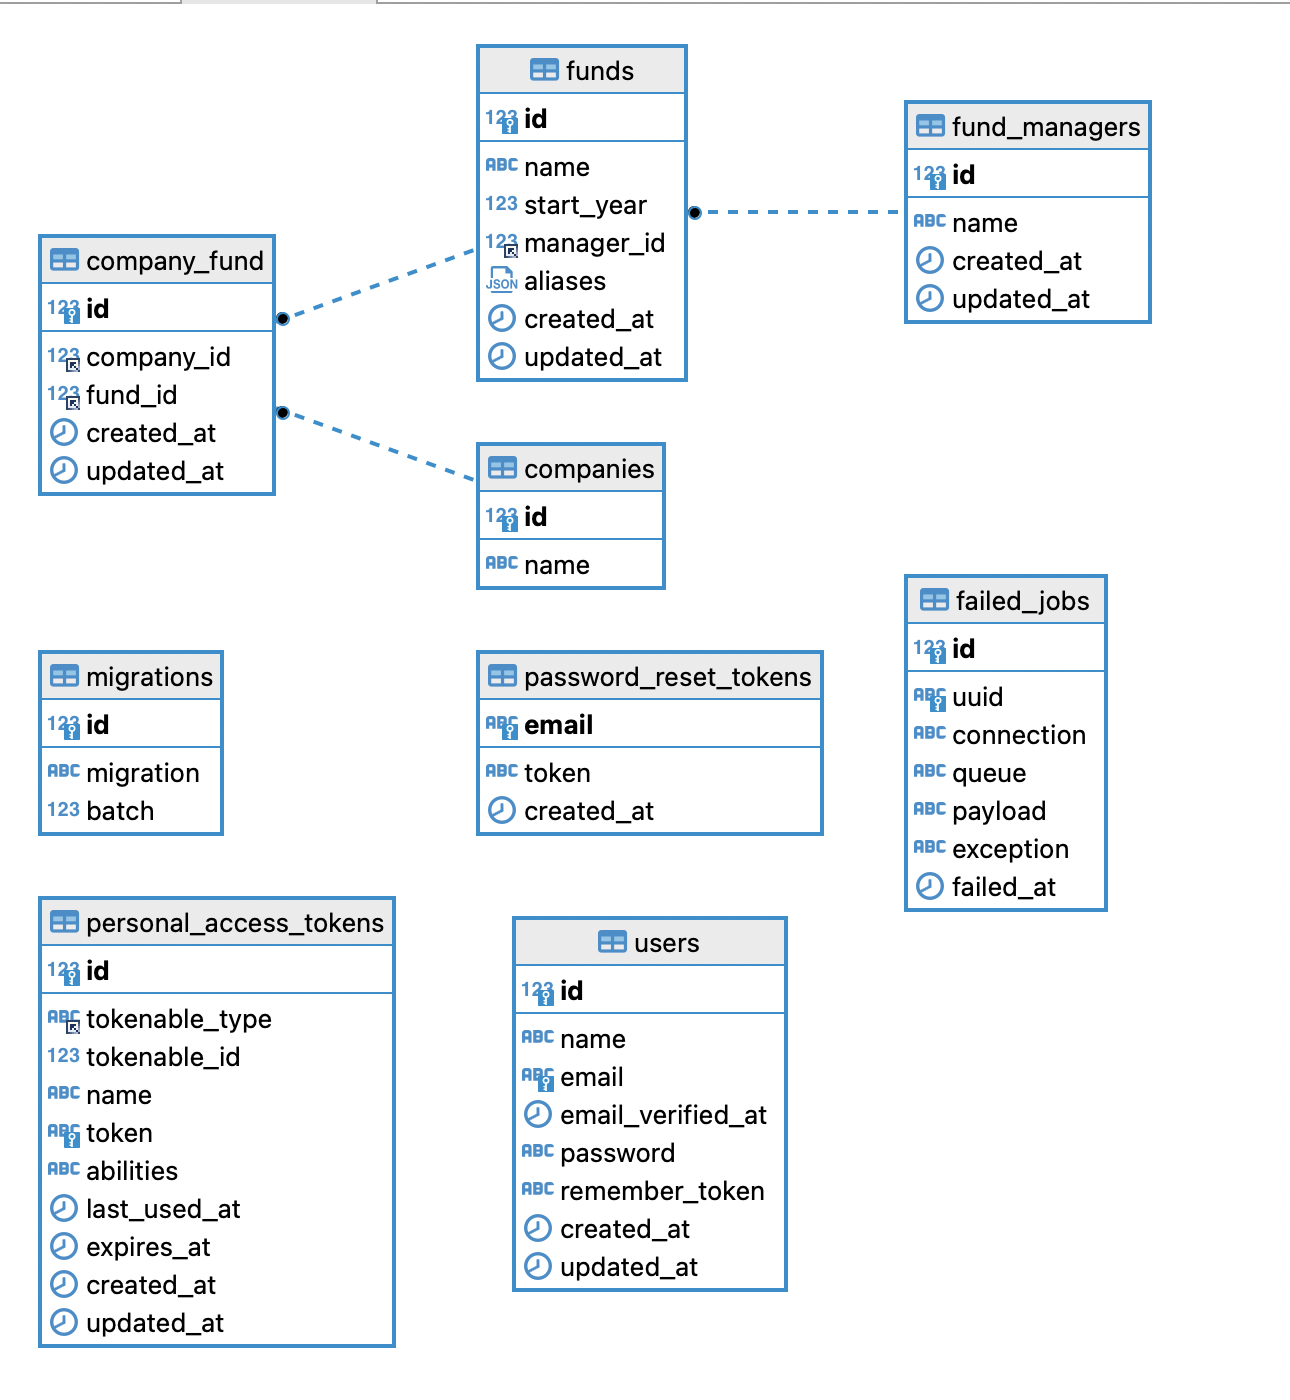 funds
123 id
ABC name
123 start_year
123 manager_id
JSON aliases
created_at
updated_at
fund_managers
123 id
ABC name
created_at
updated_at
company_fund
123 id
123 company_id
123 fund_id
created_at
updated_at
companies
123 id
ABC name
failed_jobs
123 id
ABC uuid
ABC connection
ABC queue
ABC payload
ABC exception
failed_at
migrations
123 id
ABC migration
123 batch
password_reset_tokens
ABC email
ABC token
created_at
personal_access_tokens
123 id
ABC tokenable_type
123 tokenable_id
ABC name
ABC token
ABC abilities
last_used_at
expires_at
created_at
updated_at
users
123 id
ABC name
ABC email
email_verified_at
ABC password
ABC remember_token
created_at
updated_at